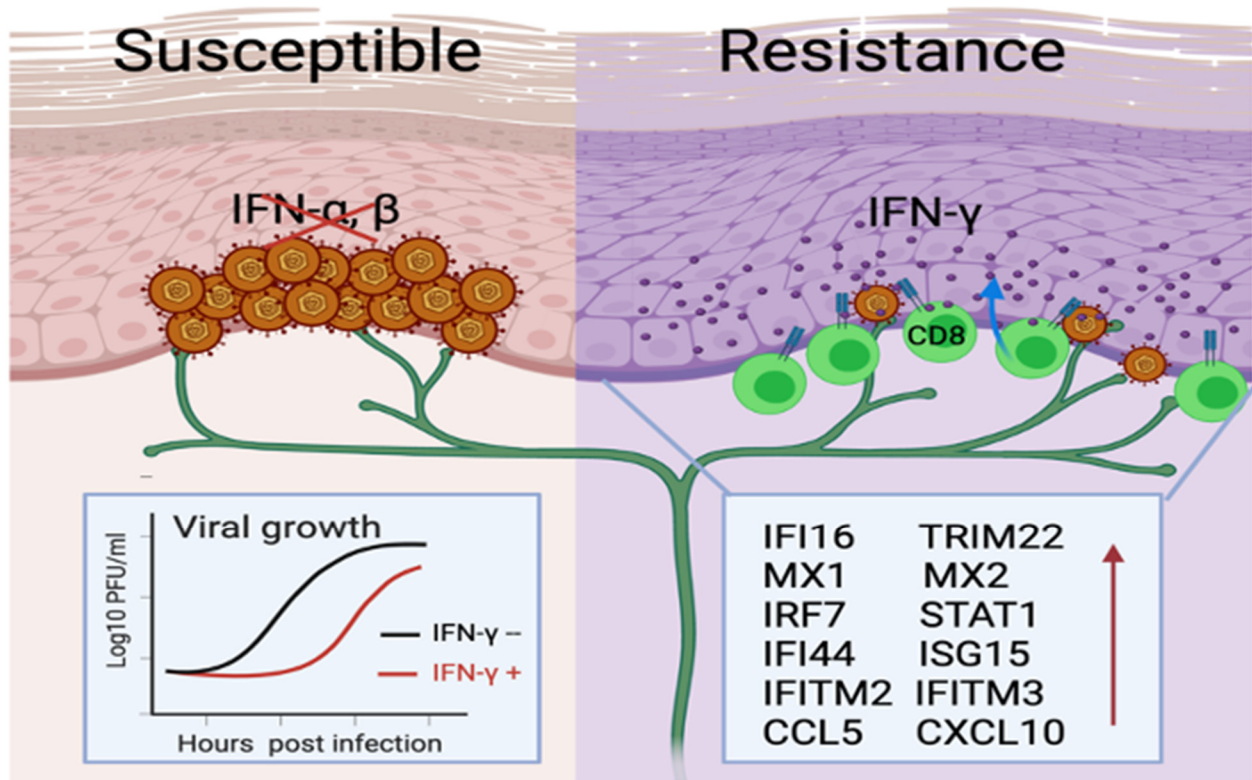 Susceptible
Resistance
IFN-α, β
IFN-γ
CD8
Viral growth
Log10 PFU/ml
IFN-γ –
IFN-γ +
Hours post infection
IFI16 TRIM22
MX1 MX2
IRF7 STAT1
IFI44 ISG15
IFITM2 IFITM3
CCL5 CXCL10